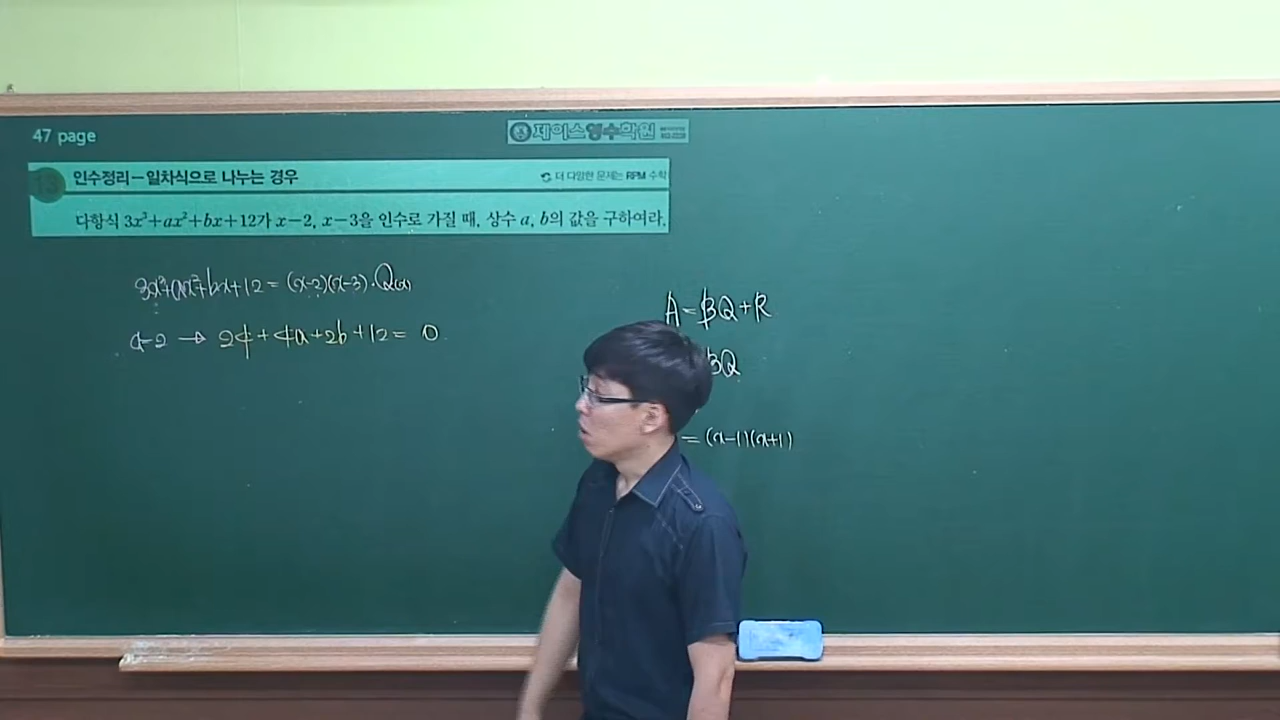 47 page
제이스영수학원
13 인수정리-일차식으로 나누는 경우
더 다양한 문제는 RPM 수학
다항식 3x³+ax²+bx+12가 x-2, x-3을 인수로 가질 때, 상수 a, b의 값을 구하여라.
3x³+ax²+bx+12=(x-2)(x-3)·Q(x)
x=2 → 24+4a+2b+12= 0
A=BQ+R
BQ
=(x-1)(x+1)